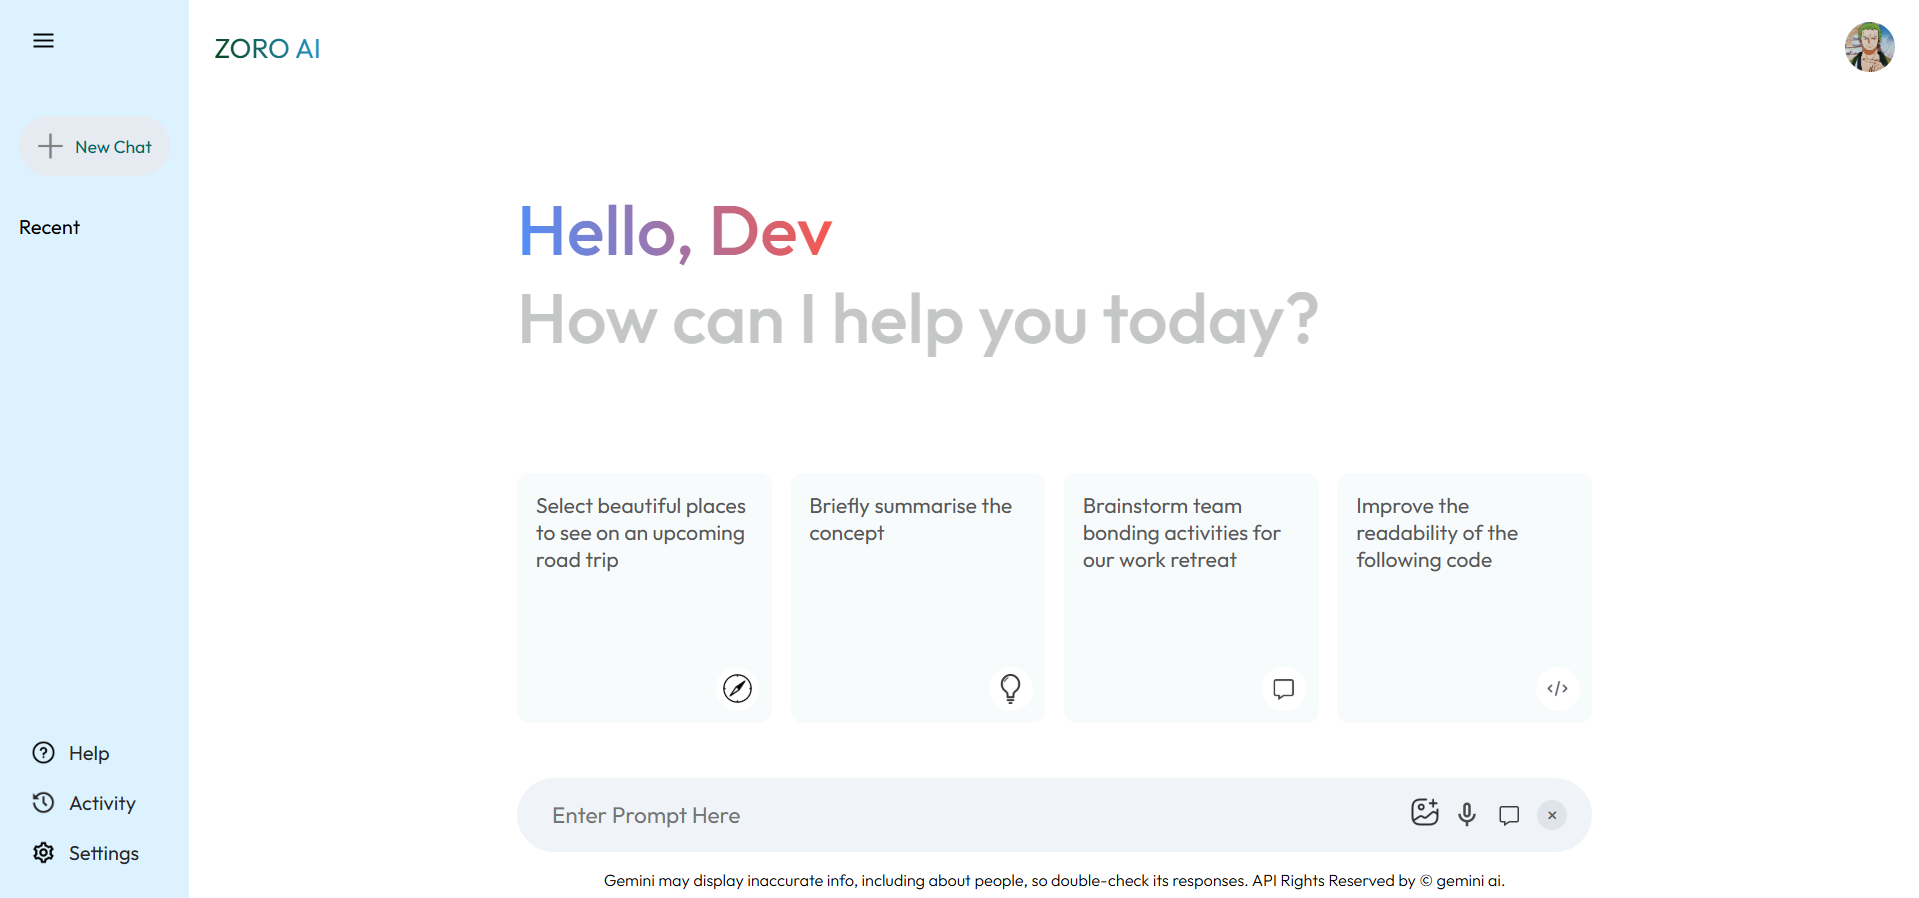 ZORO AI
New Chat
Recent
Help
Activity
Settings
Hello, Dev
How can I help you today?
Select beautiful places
to see on an upcoming
road trip
Briefly summarise the
concept
Brainstorm team
bonding activities for
our work retreat
Improve the
readability of the
following code
</>
Enter Prompt Here
Gemini may display inaccurate info, including about people, so double-check its responses. API Rights Reserved by © gemini ai.